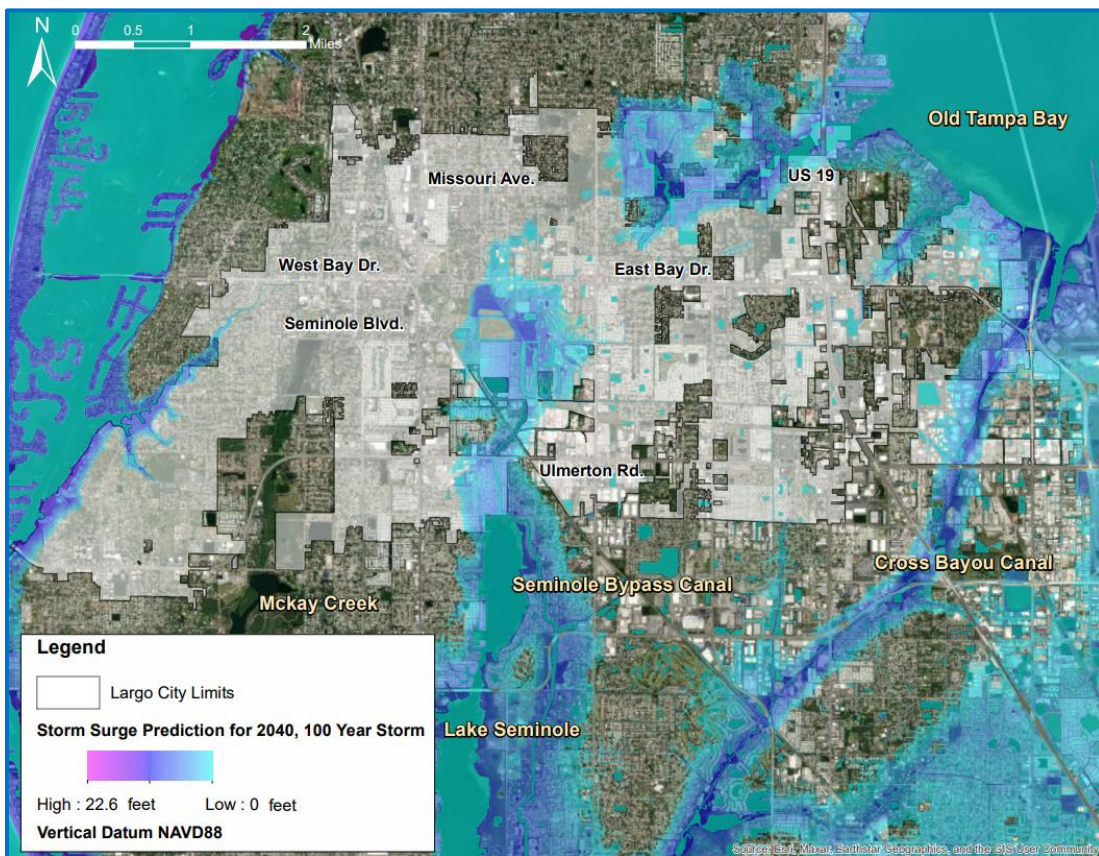 N
0 0.5 1 2
Miles
Old Tampa Bay
Missouri Ave.
US 19
West Bay Dr.
East Bay Dr.
Seminole Blvd.
Ulmerton Rd.
Cross Bayou Canal
Seminole Bypass Canal
Mckay Creek
Lake Seminole
Legend
Largo City Limits
Storm Surge Prediction for 2040, 100 Year Storm
High : 22.6 feet Low : 0 feet
Vertical Datum NAVD88
Source: Esri, Maxar, Earthstar Geographics, and the GIS User Community